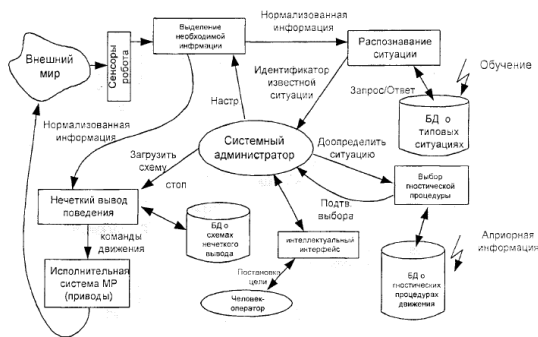 Внешний
мир
Сенсоры
робота
Выделение
необходимой
инфрмации
Нормализованная
информация
Распознавание
ситуации
Идентификатор
известной
ситуации
Запрос/Ответ
Обучение
БД о
типовых
ситуациях
Настр
Нормализованная
информация
Системный
администратор
Загрузить
схему
стоп
Доопределить
ситуацию
Выбор
гностической
процедуры
Подтв.
выбора
Нечеткий вывод
поведения
БД о
схемах
нечеткого
вывода
команды
движения
интеллектуальный
интерфейс
Априорная
информация
Исполнительная
система МР
(приводы)
Постановка
цели
Человек-
оператор
БД о
гностических
процедурах
движения